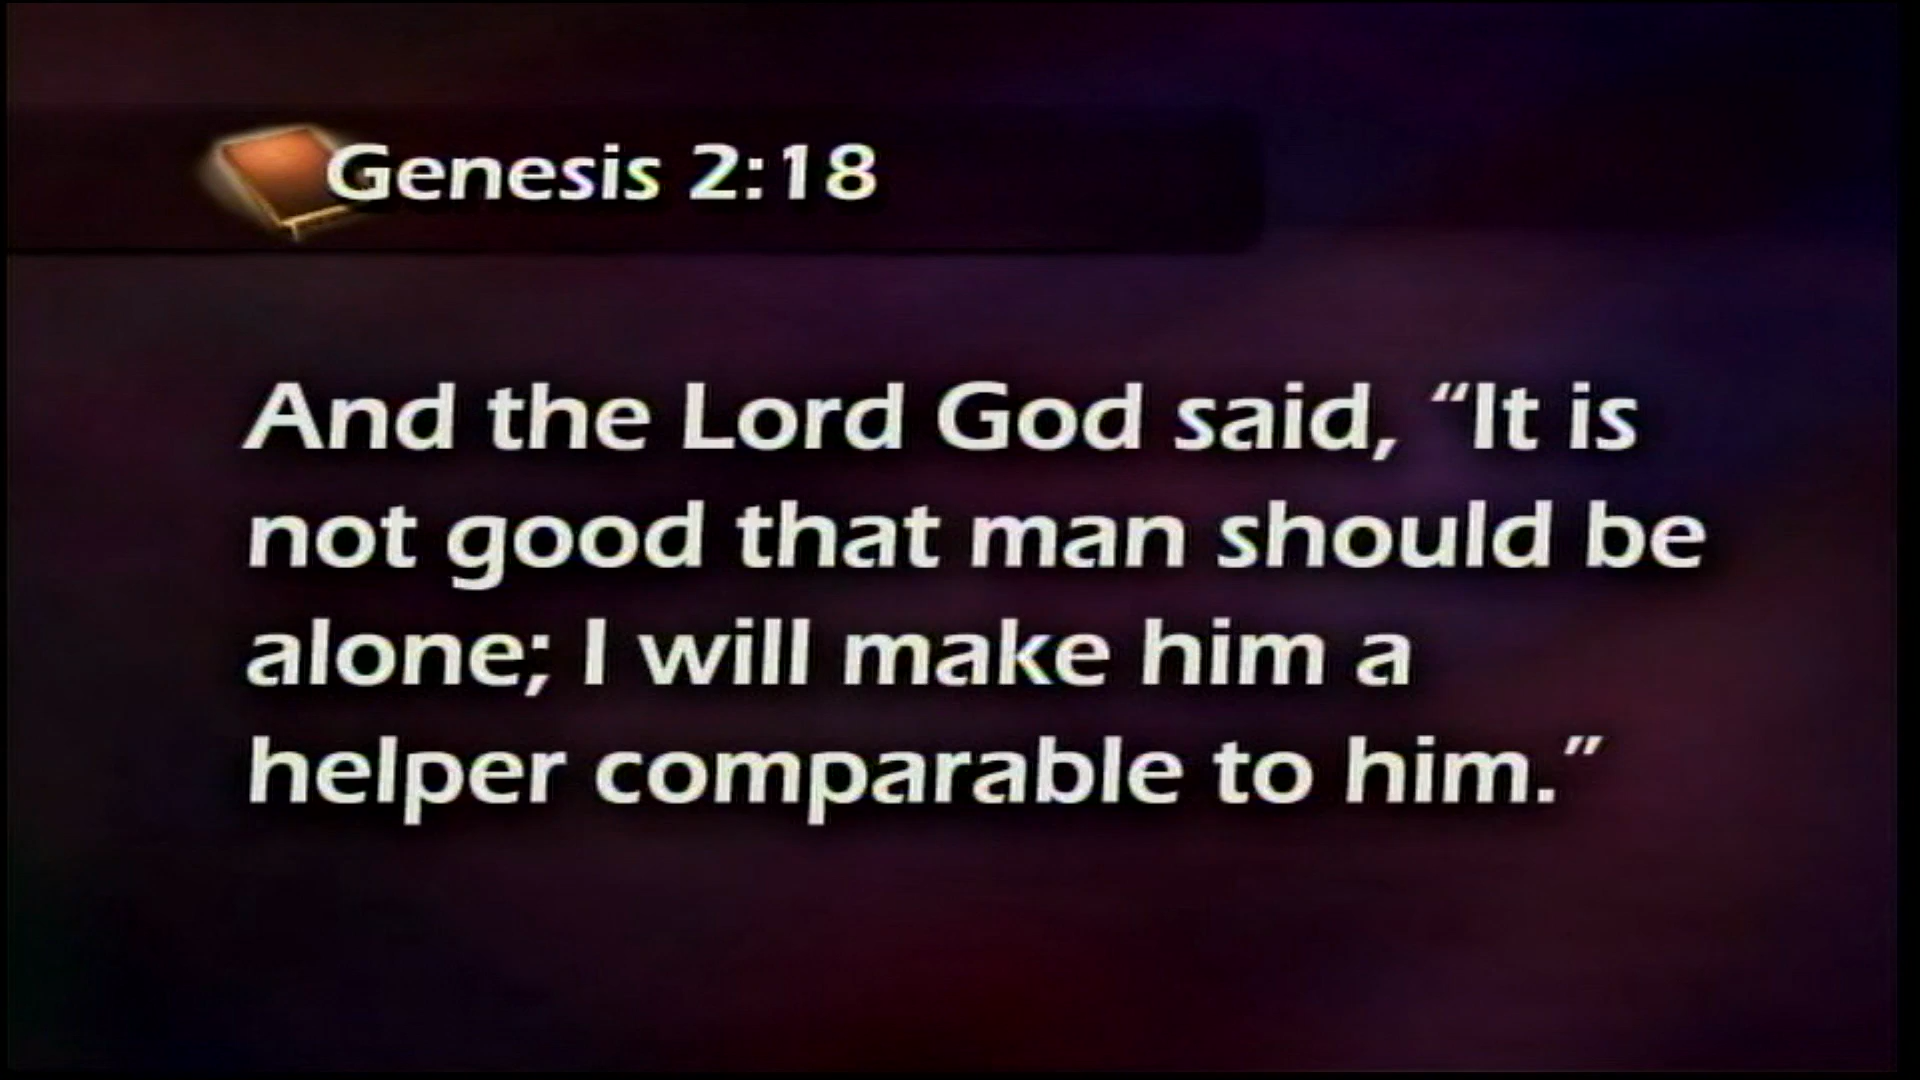 Genesis 2:18
And the Lord God said, “It is
not good that man should be
alone; I will make him a
helper comparable to him.”